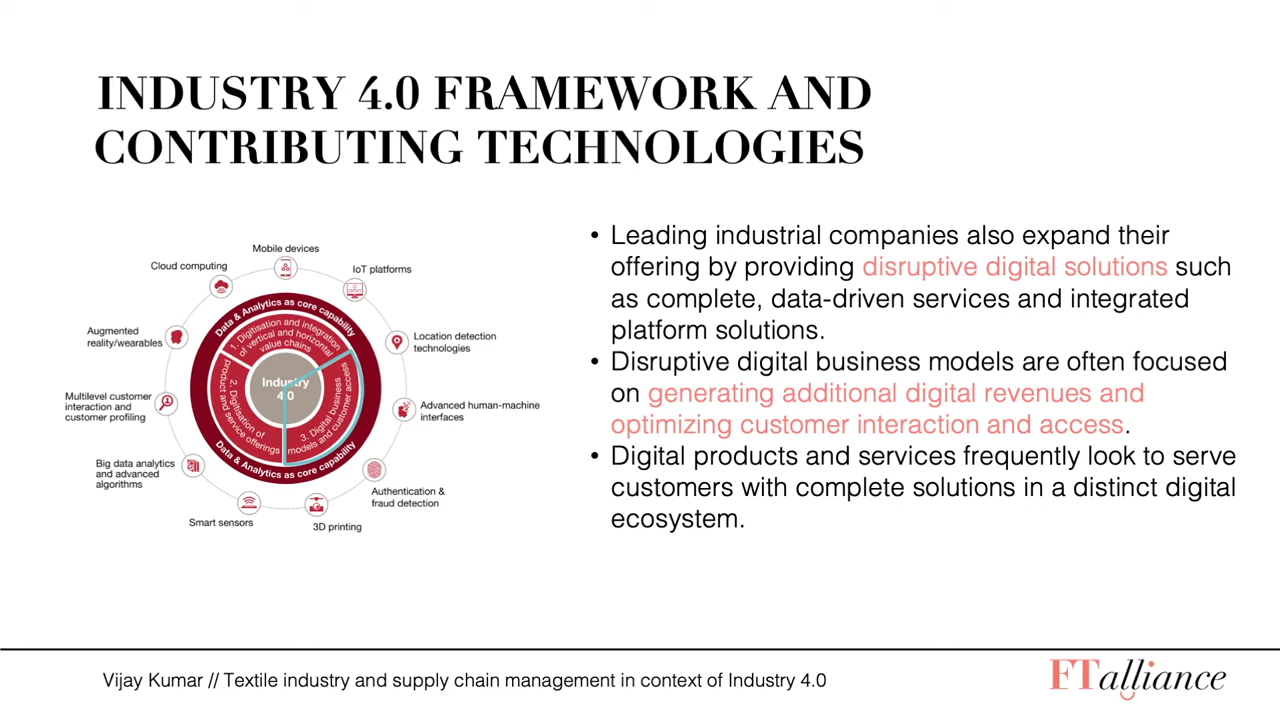 INDUSTRY 4.0 FRAMEWORK AND
CONTRIBUTING TECHNOLOGIES
Mobile devices
Cloud computing
IoT platforms
Augmented
reality/wearables
Location detection
technologies
Multilevel customer
interaction and
customer profiling
Advanced human-machine
interfaces
Big data analytics
and advanced
algorithms
Authentication &
fraud detection
Smart sensors
3D printing
Data & Analytics as core capability
1. Digitisation and integration
of vertical and horizontal
value chains
Industry
4.0
2. Digitisation of
product and service offerings
3. Digital business
models and customer access
Data & Analytics as core capability
• Leading industrial companies also expand their
offering by providing disruptive digital solutions such
as complete, data-driven services and integrated
platform solutions.
• Disruptive digital business models are often focused
on generating additional digital revenues and
optimizing customer interaction and access.
• Digital products and services frequently look to serve
customers with complete solutions in a distinct digital
ecosystem.
Vijay Kumar // Textile industry and supply chain management in context of Industry 4.0
FTalliance